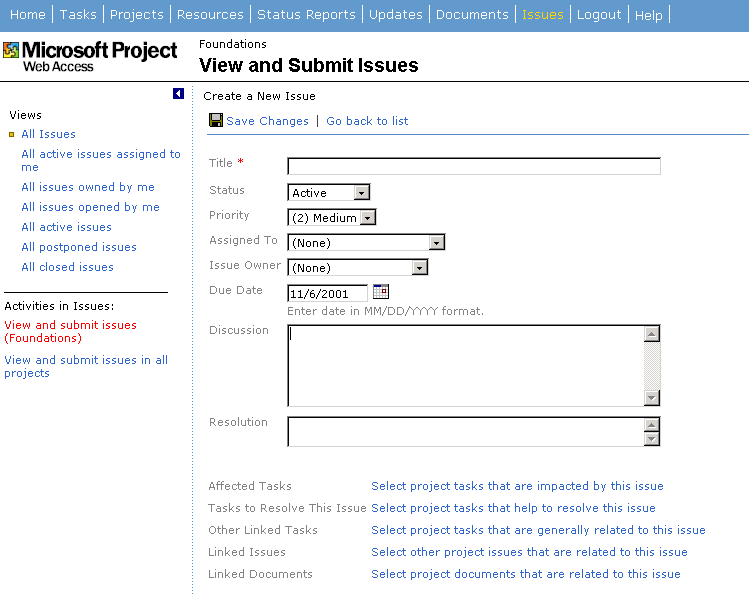 Home Tasks Projects Resources Status Reports Updates Documents Issues Logout Help
Microsoft Project
Web Access
Foundations
View and Submit Issues
Views
All Issues
All active issues assigned to
me
All issues owned by me
All issues opened by me
All active issues
All postponed issues
All closed issues
Activities in Issues:
View and submit issues
(Foundations)
View and submit issues in all
projects
Create a New Issue
Save Changes | Go back to list
Title *
Status Active
Priority (2) Medium
Assigned To (None)
Issue Owner (None)
Due Date 11/6/2001
Enter date in MM/DD/YYYY format.
Discussion
Resolution
Affected Tasks Select project tasks that are impacted by this issue
Tasks to Resolve This Issue Select project tasks that help to resolve this issue
Other Linked Tasks Select project tasks that are generally related to this issue
Linked Issues Select other project issues that are related to this issue
Linked Documents Select project documents that are related to this issue